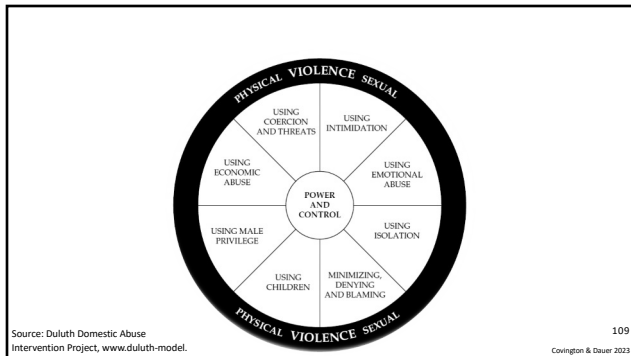 PHYSICAL VIOLENCE SEXUAL
USING
COERCION
AND THREATS
USING
INTIMIDATION
USING
ECONOMIC
ABUSE
USING
EMOTIONAL
ABUSE
POWER
AND
CONTROL
USING MALE
PRIVILEGE
USING
ISOLATION
USING
CHILDREN
MINIMIZING,
DENYING
AND BLAMING
PHYSICAL VIOLENCE SEXUAL
Source: Duluth Domestic Abuse
Intervention Project, www.duluth-model.
109
Covington & Dauer 2023